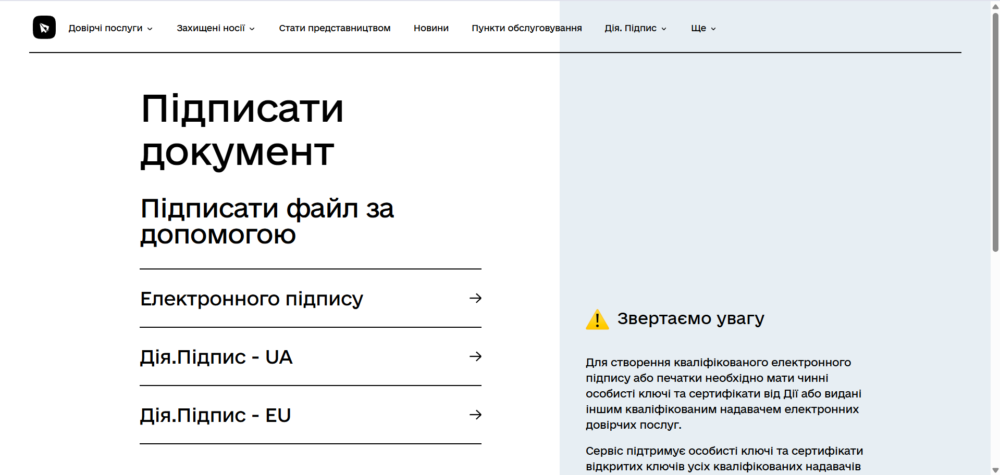 Довірчі послуги Захищені носії Стати представництвом Новини Пункти обслуговування Дія. Підпис Ще
Підписати
документ
Підписати файл за
допомогою
Електронного підпису
Дія.Підпис - UA
Дія.Підпис - EU
Звертаємо увагу
Для створення кваліфікованого електронного
підпису або печатки необхідно мати чинні
особисті ключі та сертифікати від Дії або видані
іншим кваліфікованим надавачем електронних
довірчих послуг.
Сервіс підтримує особисті ключі та сертифікати
відкритих ключів усіх кваліфікованих надавачів